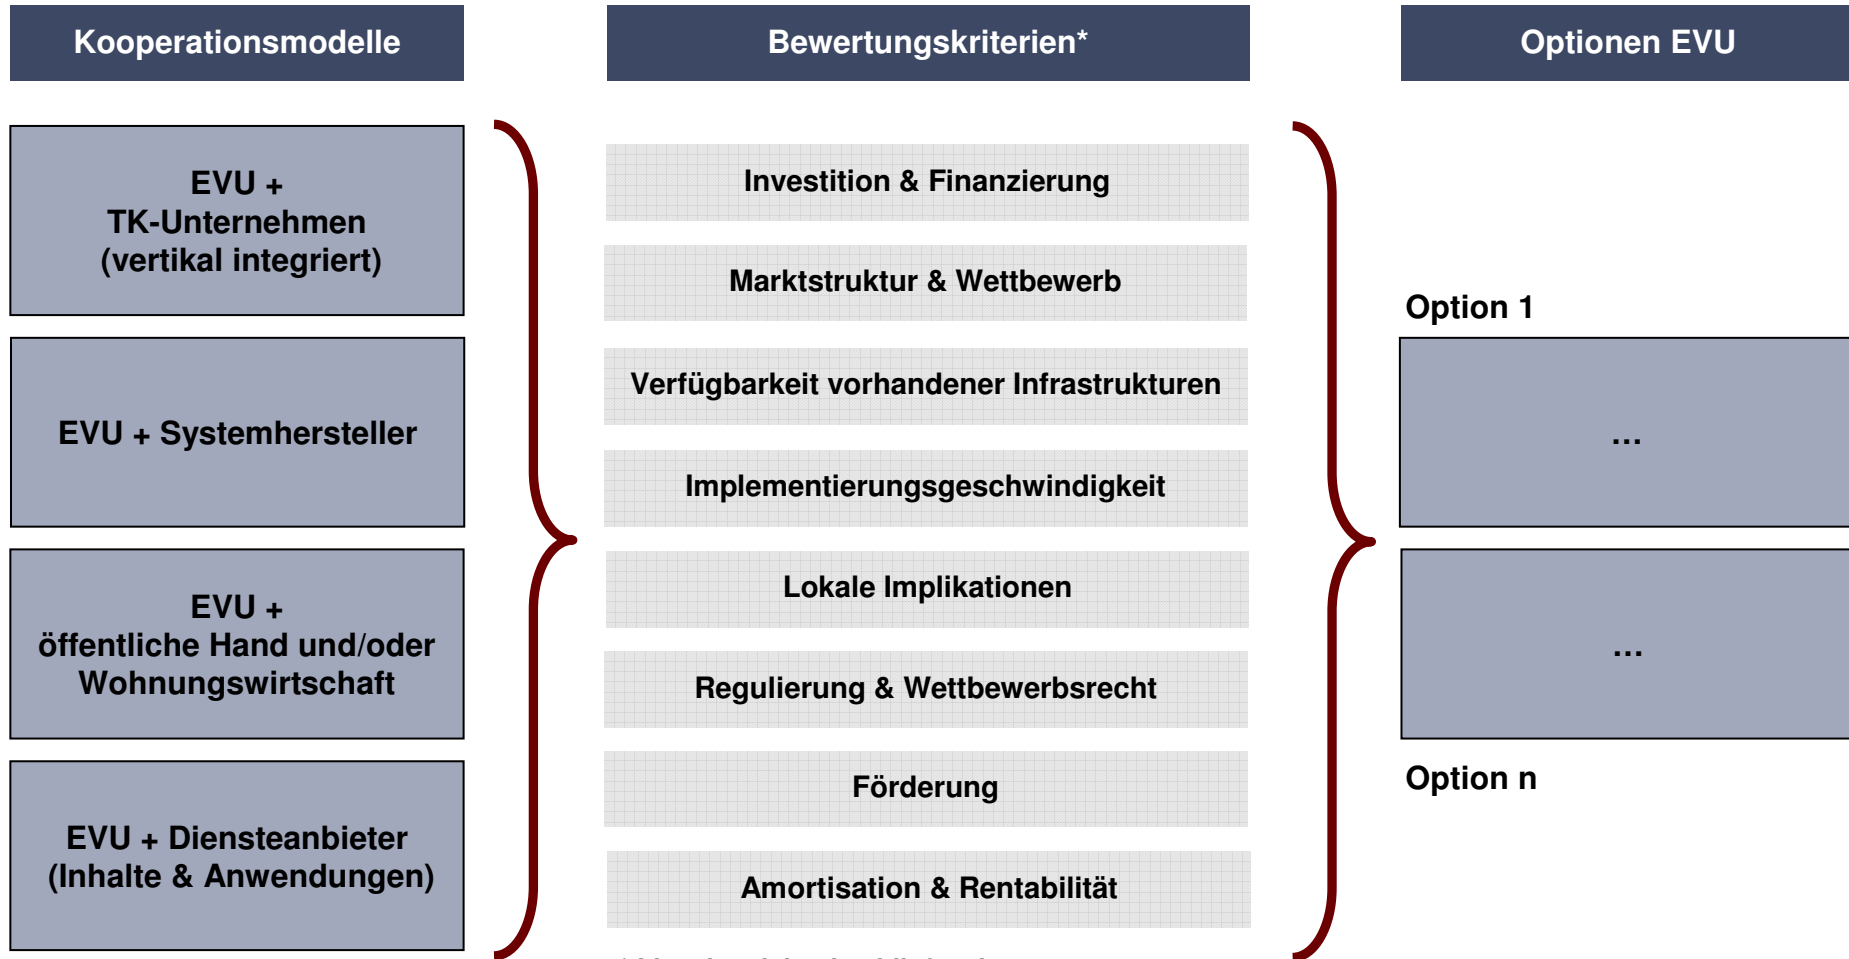 Kooperationsmodelle
EVU +
TK-Unternehmen
(vertikal integriert)
EVU + Systemhersteller
EVU +
öffentliche Hand und/oder
Wohnungswirtschaft
EVU + Diensteanbieter
(Inhalte & Anwendungen)
Bewertungskriterien*
Investition & Finanzierung
Marktstruktur & Wettbewerb
Verfügbarkeit vorhandener Infrastrukturen
Implementierungsgeschwindigkeit
Lokale Implikationen
Regulierung & Wettbewerbsrecht
Förderung
Amortisation & Rentabilität
Optionen EVU
Option 1
...
...
Option n